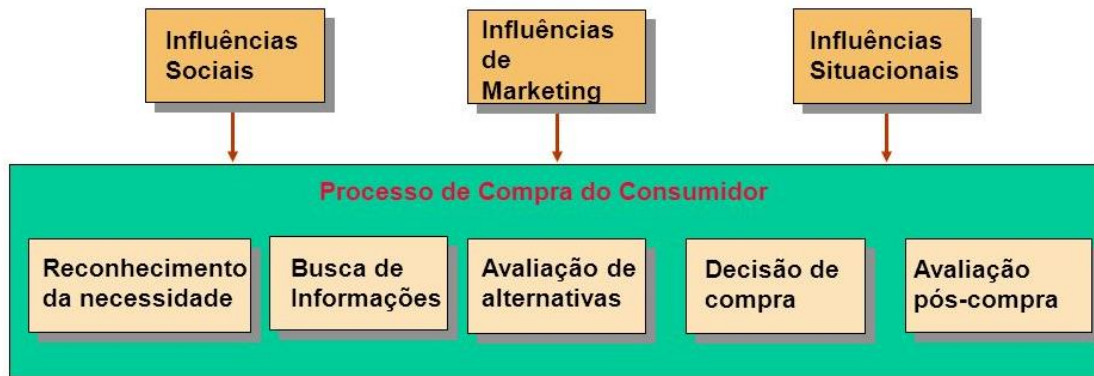 Influências
Sociais
Influências
de
Marketing
Influências
Situacionais
Processo de Compra do Consumidor
Reconhecimento
da necessidade
Busca de
Informações
Avaliação de
alternativas
Decisão de
compra
Avaliação
pós-compra